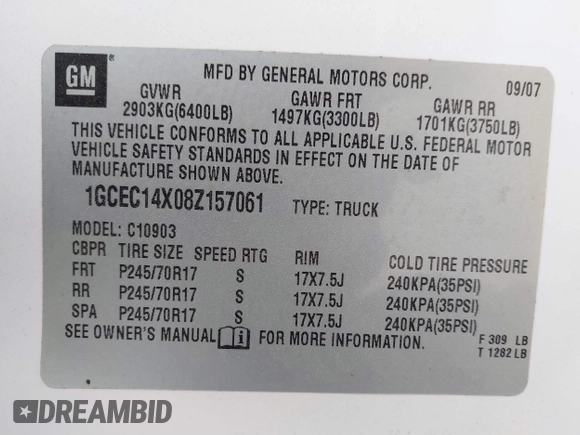 GM
®
MFD BY GENERAL MOTORS CORP. 09/07
GVWR GAWR FRT GAWR RR
2903KG(6400LB) 1497KG(3300LB) 1701KG(3750LB)
THIS VEHICLE CONFORMS TO ALL APPLICABLE U.S. FEDERAL MOTOR
VEHICLE SAFETY STANDARDS IN EFFECT ON THE DATE OF
MANUFACTURE SHOWN ABOVE.
1GCEC14X08Z157061 TYPE: TRUCK
MODEL: C10903
CBPR TIRE SIZE SPEED RTG RIM COLD TIRE PRESSURE
FRT P245/70R17 S 17X7.5J 240KPA(35PSI)
RR P245/70R17 S 17X7.5J 240KPA(35PSI)
SPA P245/70R17 S 17X7.5J 240KPA(35PSI)
SEE OWNER'S MANUAL i FOR MORE INFORMATION.
F 309 LB
T 1282 LB
DREAMBID